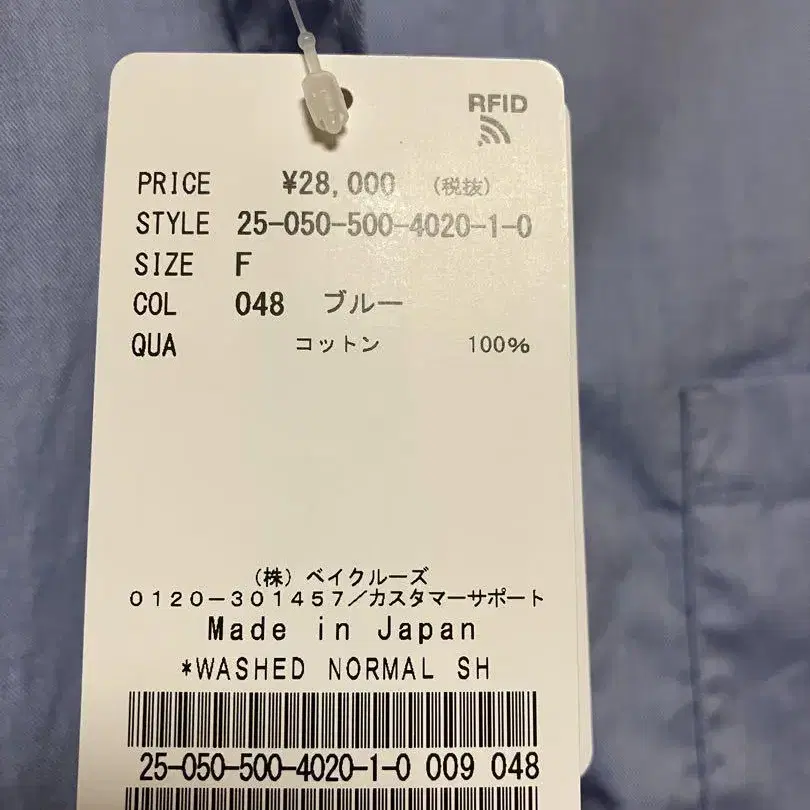 RFID
PRICE ¥28,000 (税抜)
STYLE 25-050-500-4020-1-0
SIZE F
COL 048 ブルー
QUA コットン 100%
(株)ベイクルーズ
0120-301457/カスタマーサポート
Made in Japan
*WASHED NORMAL SH
25-050-500-4020-1-0 009 048